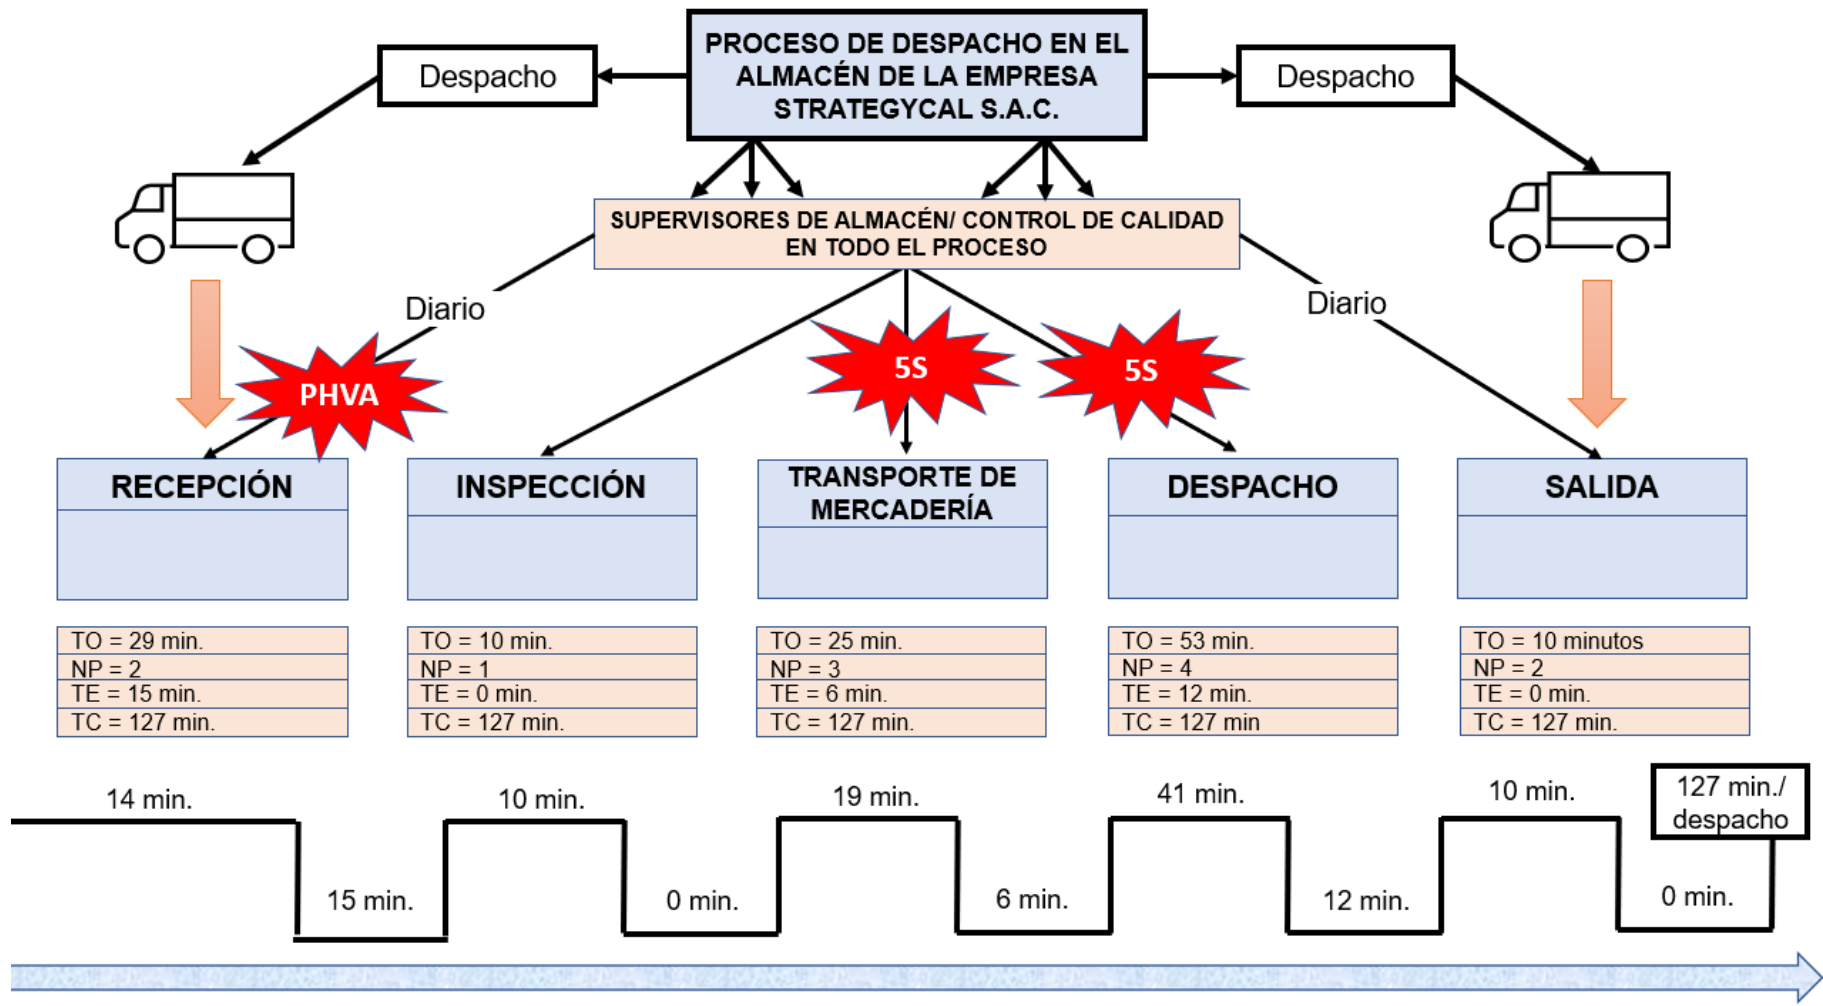 PROCESO DE DESPACHO EN EL
ALMACÉN DE LA EMPRESA
STRATEGYCAL S.A.C.
Despacho
Despacho
SUPERVISORES DE ALMACÉN/ CONTROL DE CALIDAD
EN TODO EL PROCESO
Diario
Diario
PHVA
5S
5S
RECEPCIÓN
INSPECCIÓN
TRANSPORTE DE
MERCADERÍA
DESPACHO
SALIDA
TO = 29 min.
NP = 2
TE = 15 min.
TC = 127 min.
TO = 10 min.
NP = 1
TE = 0 min.
TC = 127 min.
TO = 25 min.
NP = 3
TE = 6 min.
TC = 127 min.
TO = 53 min.
NP = 4
TE = 12 min.
TC = 127 min
TO = 10 minutos
NP = 2
TE = 0 min.
TC = 127 min.
14 min.
15 min.
10 min.
0 min.
19 min.
6 min.
41 min.
12 min.
10 min.
0 min.
127 min./
despacho